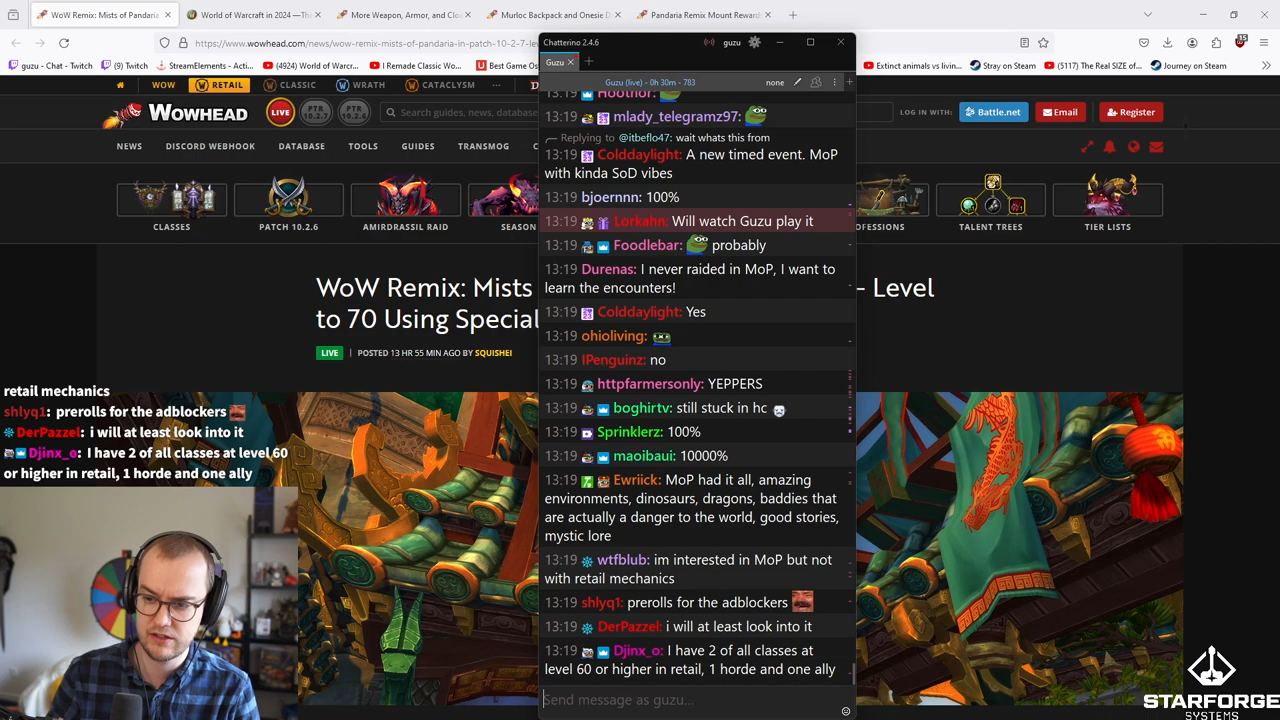 WoW Remix: Mists of Pandaria
World of Warcraft in 2024 —The
More Weapon, Armor, and Clo
Murloc Backpack and Onesie D
Pandaria Remix Mount Rewards
https://www.wowhead.com/
guzu - Chat - Twitch
(9) Twitch
StreamElements - Acti...
(4924) World of Warcr...
I Remade Classic Wo...
Best Game Os
Extinct animals vs livin...
(5117) The Real SIZE of...
Stray on Steam
Journey on Steam
WOW
RETAIL
CLASSIC
WRATH
CATACLYSM
WOWHEAD
LIVE
PTR
10.2.7
PTR
Search guides, news,
LOG IN WITH:
Battle.net
Email
Register
NEWS
DISCORD WEBHOOK
DATABASE
TOOLS
GUIDES
TRANSMOG
CLASSES
PATCH 10.2.6
AMIRDRASSIL RAID
SEASON
TALENT TREES
TIER LISTS
WoW Remix: Mists
- Level
to 70 Using Special
LIVE | POSTED 13 HR 55 MIN AGO BY SQUISHEI
Chatterino 2.4.6
guzu
Guzu
Guzu (live) - 0h 30m - 783
none
Hoothor:
13:19 mlady_telegramz97:
Replying to @itbeflo47: wait whats this from
13:19 Colddaylight: A new timed event. MoP
with kinda SoD vibes
13:19 bjoernnn: 100%
13:19 Lorkahn: Will watch Guzu play it
13:19 Foodlebar: probably
13:19 Durenas: I never raided in MoP, I want to
learn the encounters!
13:19 Colddaylight: Yes
13:19 ohioliving:
13:19 IPenguinz: no
13:19 httpfarmersonly: YEPPERS
13:19 boghirtv: still stuck in hc
13:19 Sprinklerz: 100%
13:19 maoibaui: 10000%
13:19 Ewriick: MoP had it all, amazing
environments, dinosaurs, dragons, baddies that
are actually a danger to the world, good stories,
mystic lore
13:19 wtfblub: im interested in MoP but not
with retail mechanics
13:19 shlyq1: prerolls for the adblockers
13:19 DerPazzel: i will at least look into it
13:19 Djinx_o: I have 2 of all classes at
level 60 or higher in retail, 1 horde and one ally
Send message as guzu...
retail mechanics
shlyq1: prerolls for the adblockers
DerPazzel: i will at least look into it
Djinx_o: I have 2 of all classes at level 60
or higher in retail, 1 horde and one ally
STARFORGE
SYSTEMS